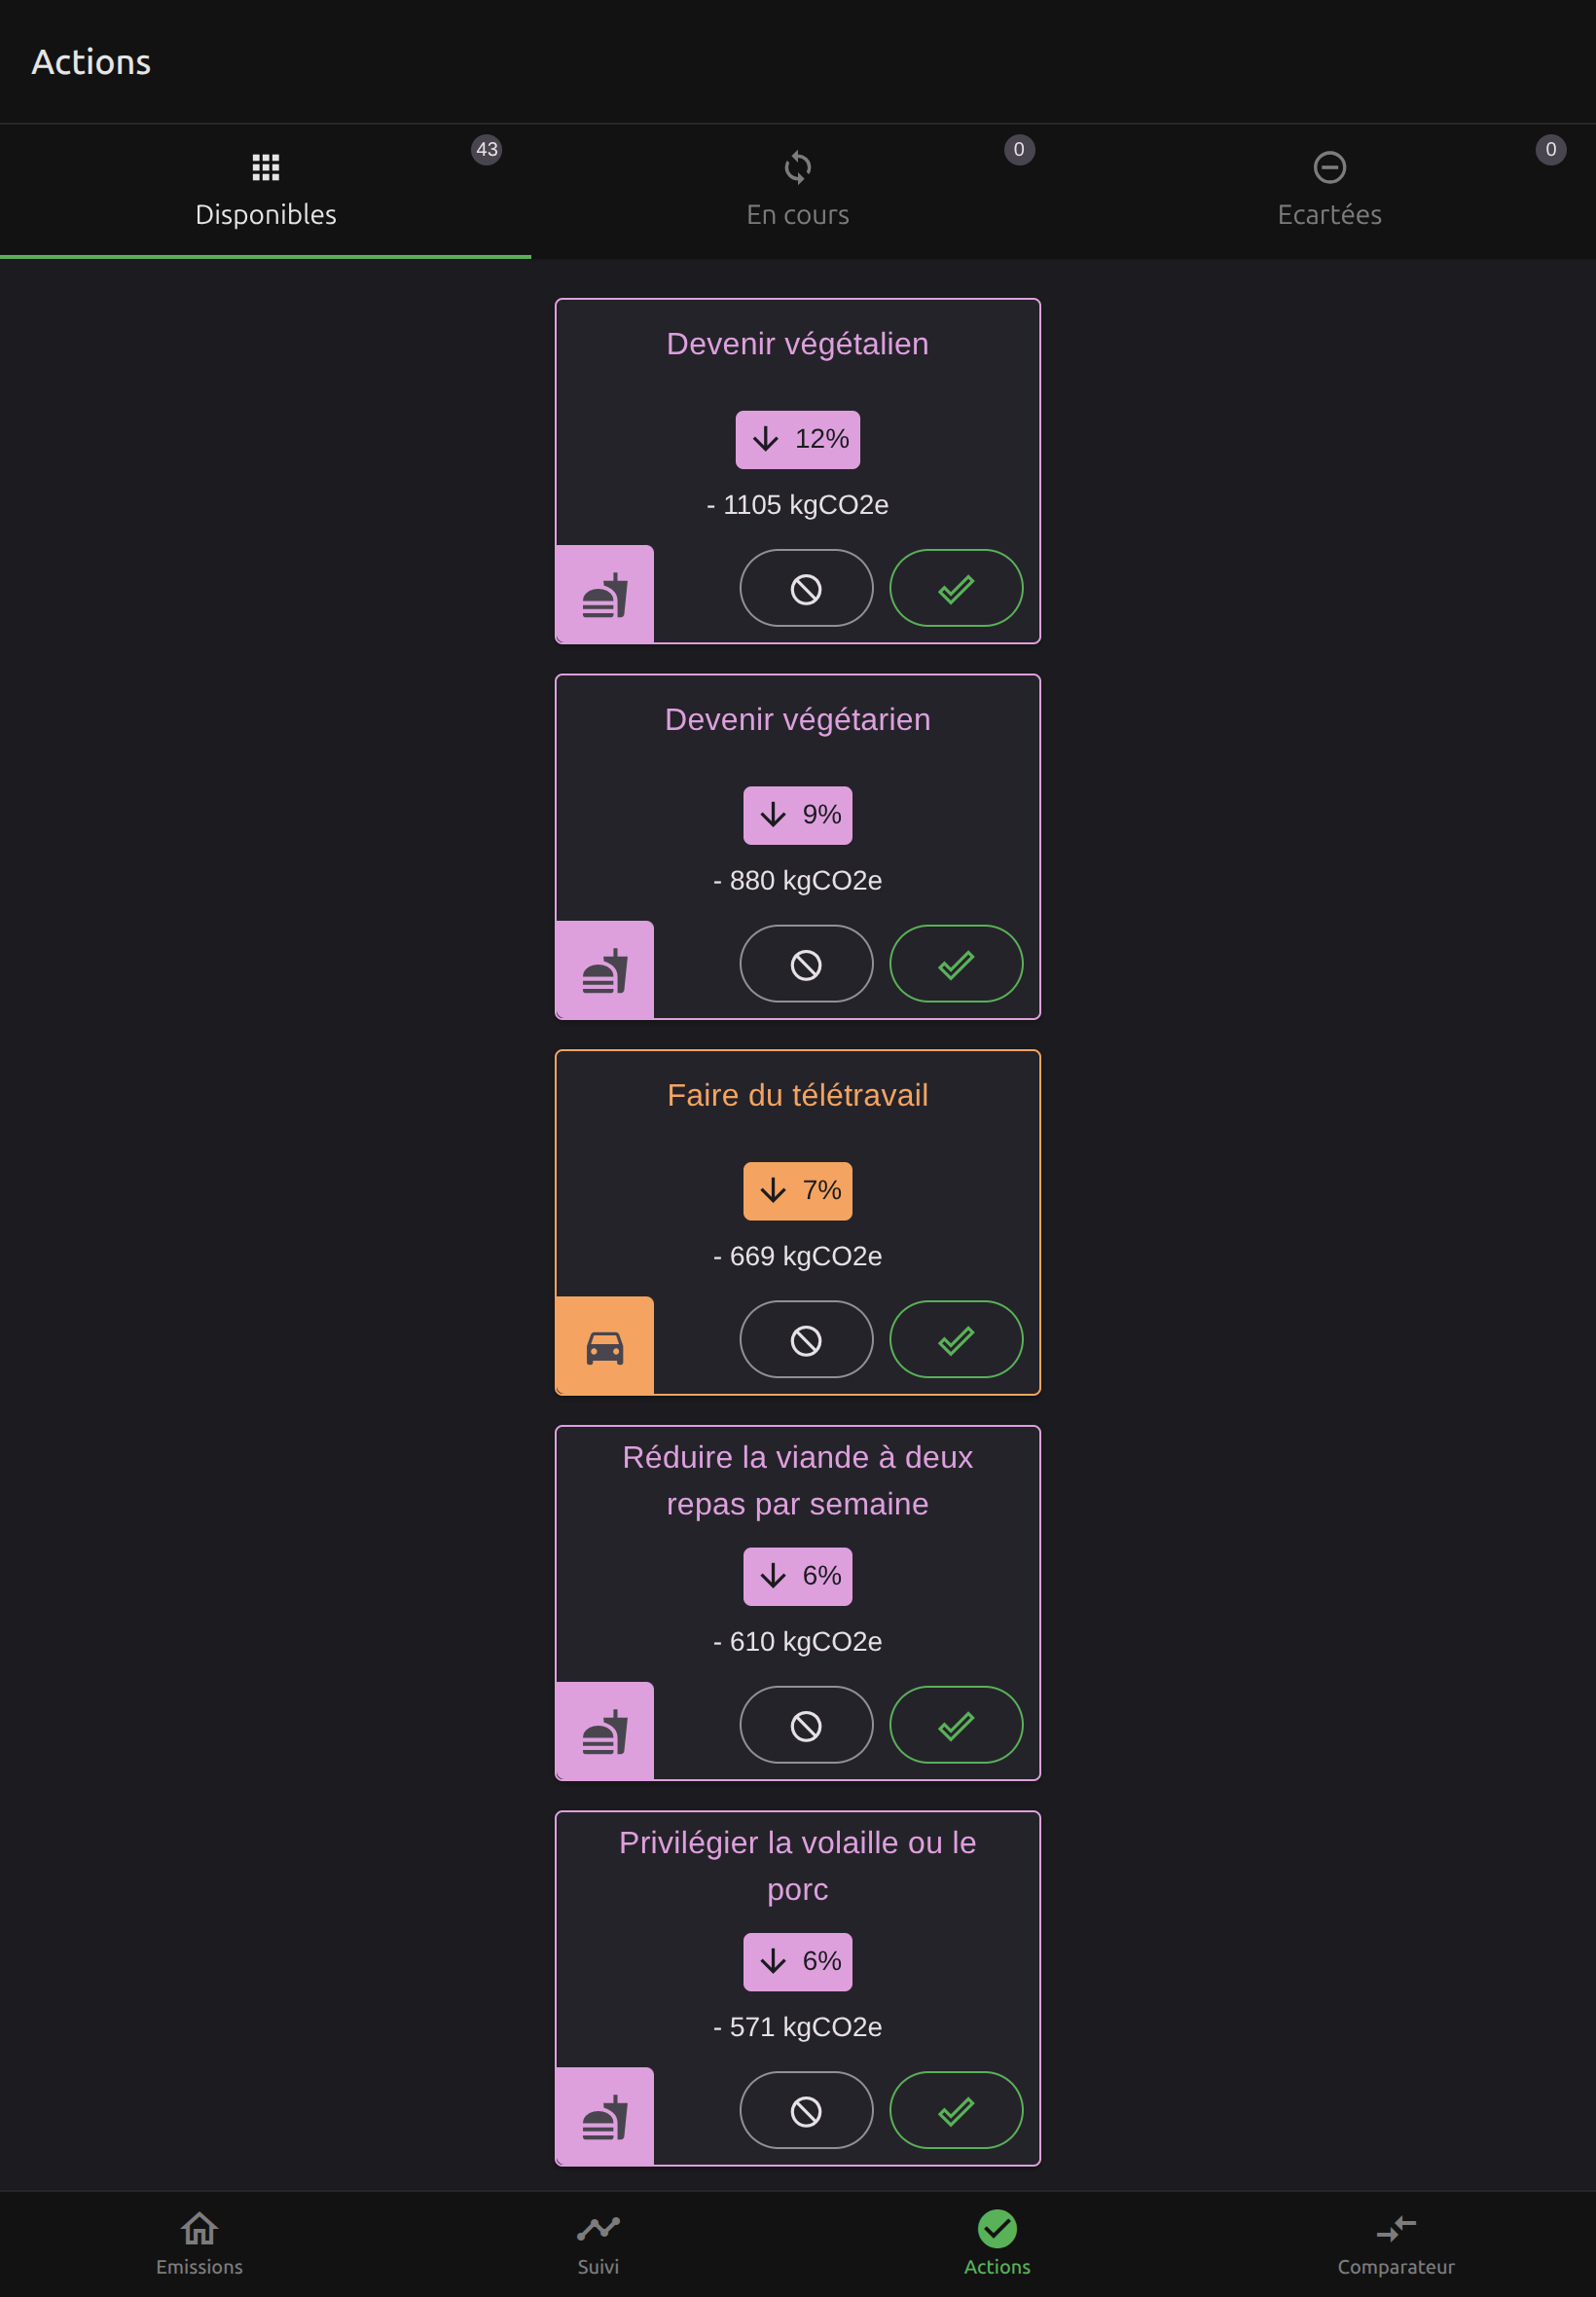 Actions
43
0
0
Disponibles
En cours
Ecartées
Devenir végétalien
12%
- 1105 kgCO2e
Devenir végétarien
9%
- 880 kgCO2e
Faire du télétravail
7%
- 669 kgCO2e
Réduire la viande à deux
repas par semaine
6%
- 610 kgCO2e
Privilégier la volaille ou le
porc
6%
- 571 kgCO2e
Emissions
Suivi
Actions
Comparateur